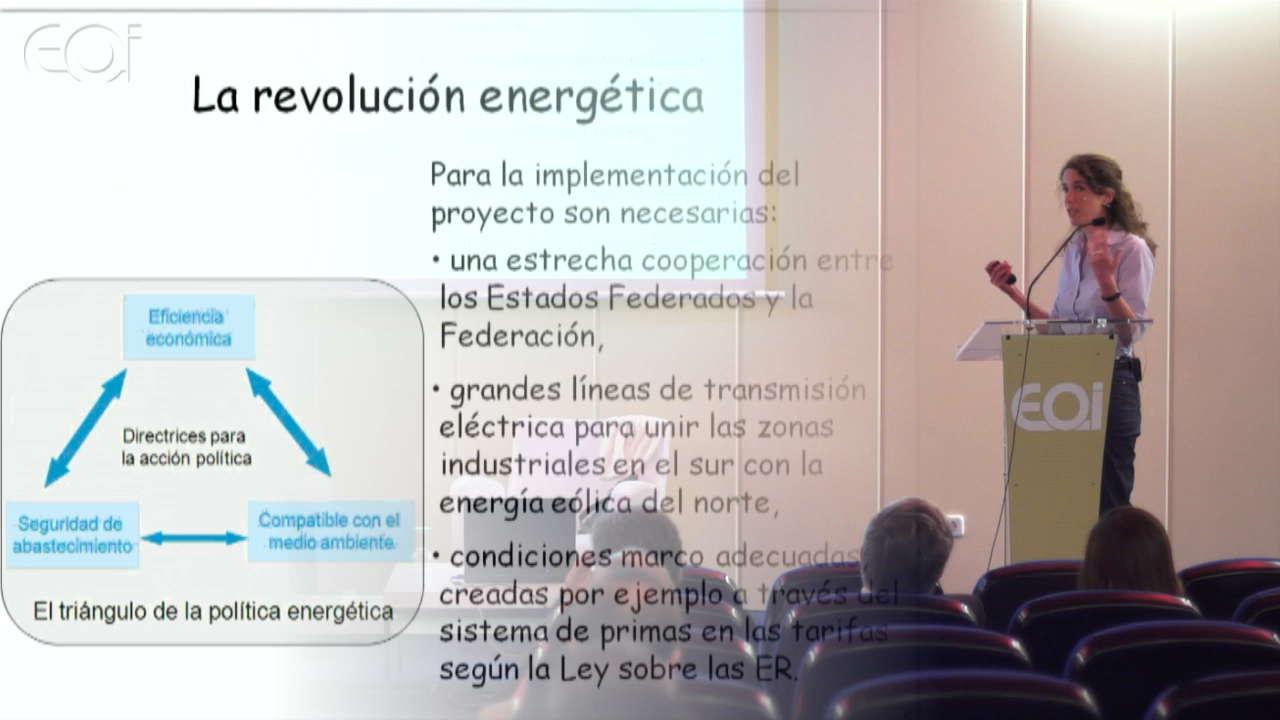 EOi
La revolución energética
Para la implementación del
proyecto son necesarias:
• una estrecha cooperación entre
los Estados Federados y la
Federación,
• grandes líneas de transmisión
eléctrica para unir las zonas
industriales en el sur con la
energía eólica del norte,
• condiciones marco adecuadas
creadas por ejemplo a través del
sistema de primas en las tarifas
según la Ley sobre las ER.
Eficiencia
económica
Directrices para
la acción política
Seguridad de
abastecimiento
Compatible con el
medio ambiente
El triángulo de la política energética
EOi